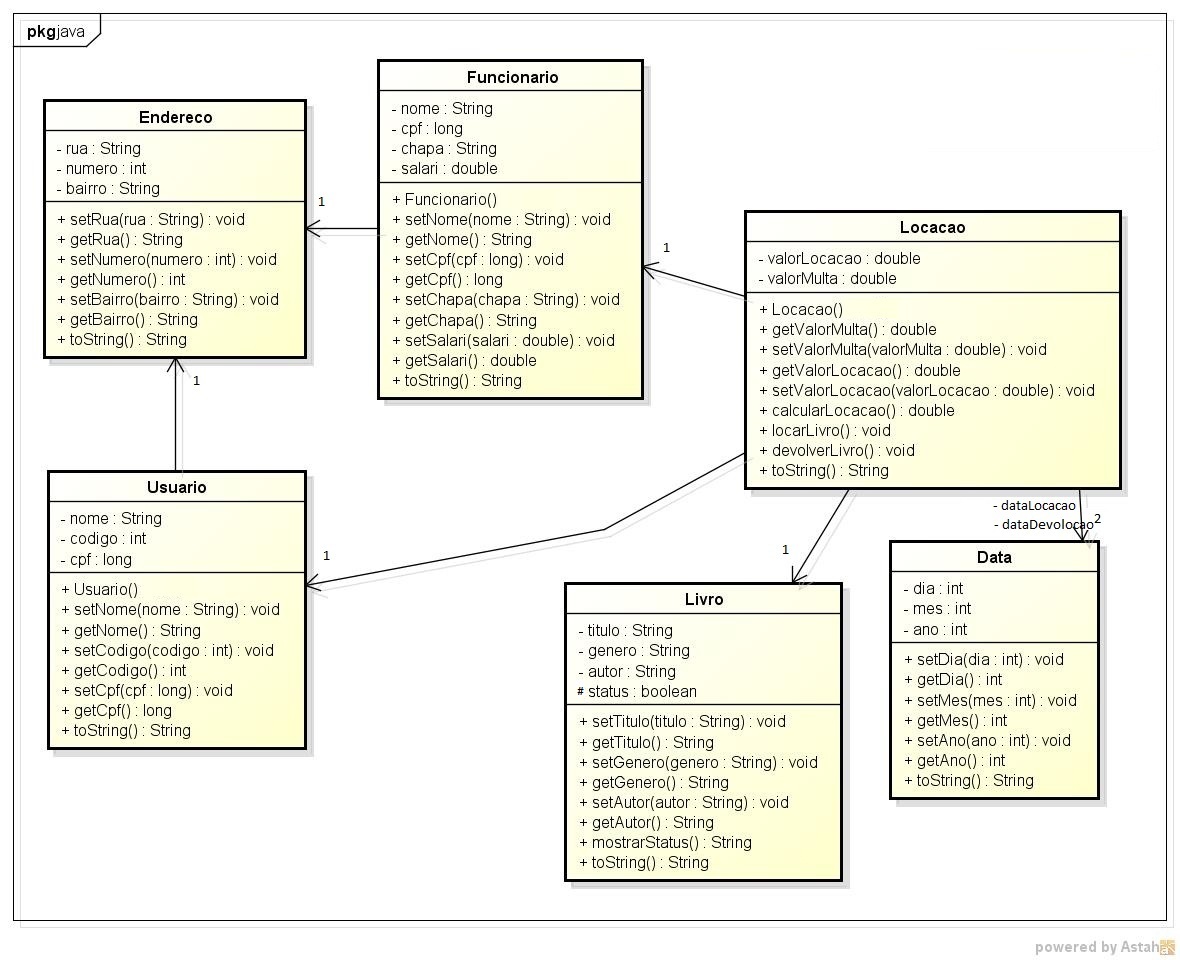 pkg java
Funcionario
- nome : String
- cpf : long
- chapa : String
- salari : double
+ Funcionario()
+ setNome(nome : String) : void
+ getNome() : String
+ setCpf(cpf : long) : void
+ getCpf() : long
+ setChapa(chapa : String) : void
+ getChapa() : String
+ setSalari(salari : double) : void
+ getSalari() : double
+ toString() : String
Endereco
- rua : String
- numero : int
- bairro : String
+ setRua(rua : String) : void
+ getRua() : String
+ setNumero(numero : int) : void
+ getNumero() : int
+ setBairro(bairro : String) : void
+ getBairro() : String
+ toString() : String
1
1
1
Locacao
- valorLocacao : double
- valorMulta : double
+ Locacao()
+ getValorMulta() : double
+ setValorMulta(valorMulta : double) : void
+ getValorLocacao() : double
+ setValorLocacao(valorLocacao : double) : void
+ calcularLocacao() : double
+ locarLivro() : void
+ devolverLivro() : void
+ toString() : String
Usuario
- nome : String
- codigo : int
- cpf : long
+ Usuario()
+ setNome(nome : String) : void
+ getNome() : String
+ setCodigo(codigo : int) : void
+ getCodigo() : int
+ setCpf(cpf : long) : void
+ getCpf() : long
+ toString() : String
1
1
- dataLocacao
- dataDevolocao
2
Livro
- titulo : String
- genero : String
- autor : String
# status : boolean
+ setTitulo(titulo : String) : void
+ getTitulo() : String
+ setGenero(genero : String) : void
+ getGenero() : String
+ setAutor(autor : String) : void
+ getAutor() : String
+ mostrarStatus() : String
+ toString() : String
Data
- dia : int
- mes : int
- ano : int
+ setDia(dia : int) : void
+ getDia() : int
+ setMes(mes : int) : void
+ getMes() : int
+ setAno(ano : int) : void
+ getAno() : int
+ toString() : String
powered by Astah